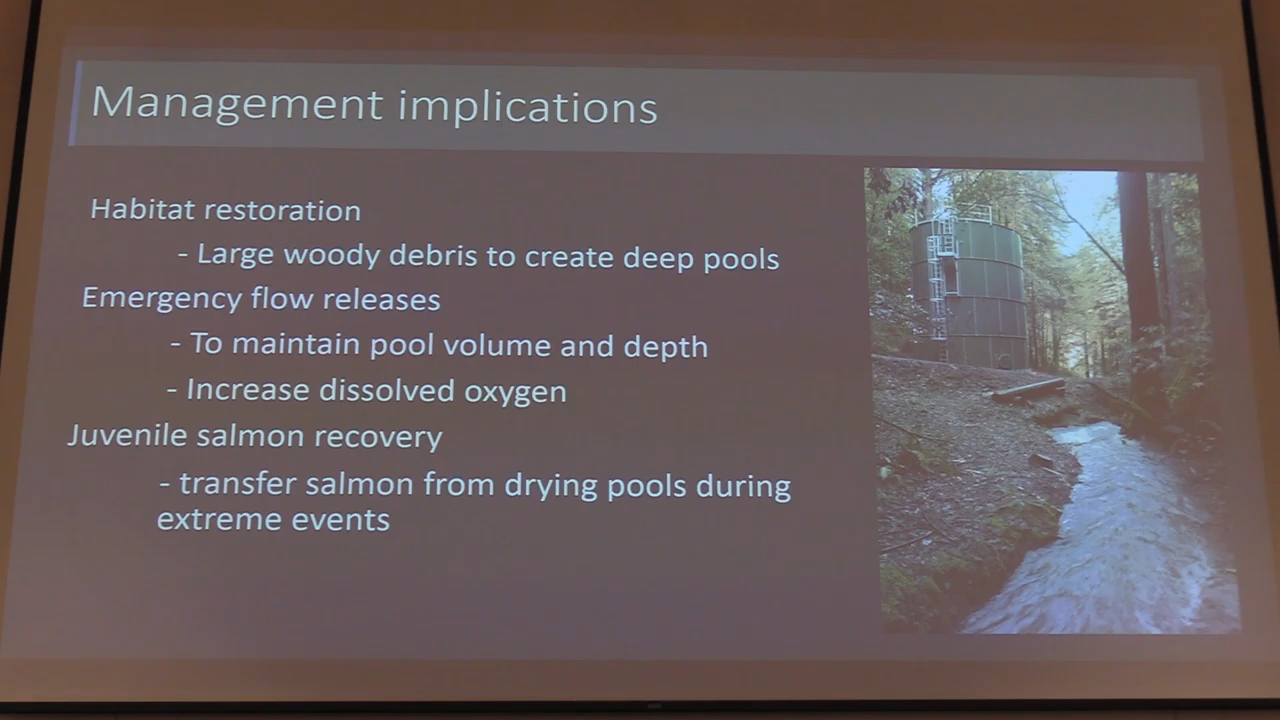 Management implications
Habitat restoration
- Large woody debris to create deep pools
Emergency flow releases
- To maintain pool volume and depth
- Increase dissolved oxygen
Juvenile salmon recovery
- transfer salmon from drying pools during
extreme events